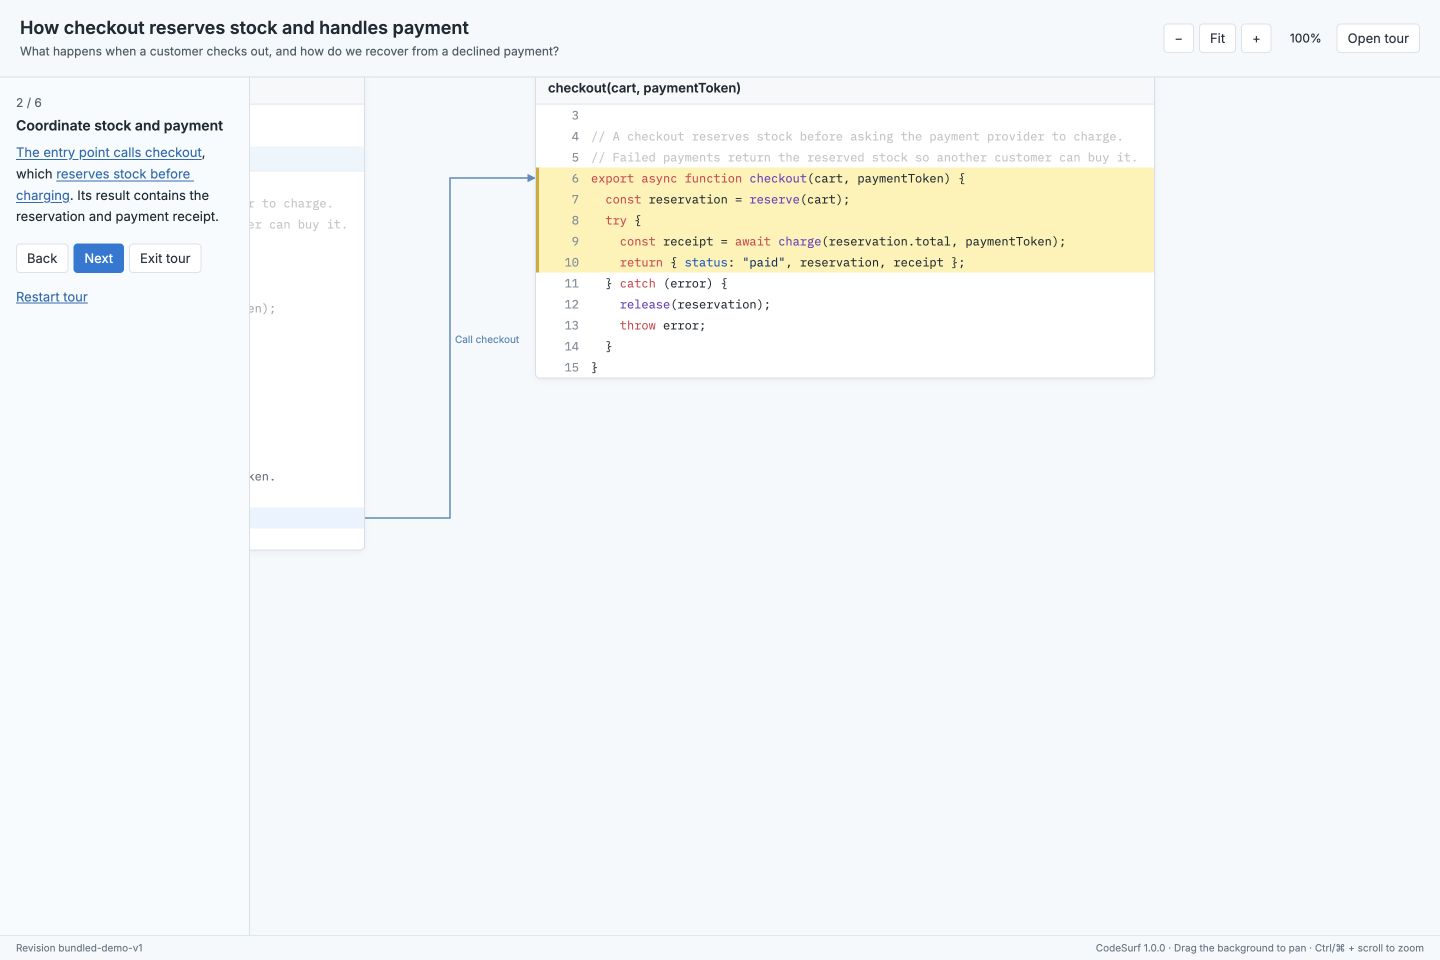 How checkout reserves stock and handles payment
What happens when a customer checks out, and how do we recover from a declined payment?
−
Fit
+
100%
Open tour
2 / 6
Coordinate stock and payment
The entry point calls checkout,
which reserves stock before
charging. Its result contains the
reservation and payment receipt.
Back
Next
Exit tour
Restart tour
r to charge.
er can buy it.
en);
ken.
Call checkout
checkout(cart, paymentToken)
3
4 // A checkout reserves stock before asking the payment provider to charge.
5 // Failed payments return the reserved stock so another customer can buy it.
6 export async function checkout(cart, paymentToken) {
7 const reservation = reserve(cart);
8 try {
9 const receipt = await charge(reservation.total, paymentToken);
10 return { status: "paid", reservation, receipt };
11 } catch (error) {
12 release(reservation);
13 throw error;
14 }
15 }
Revision bundled-demo-v1
CodeSurf 1.0.0 · Drag the background to pan · Ctrl/⌘ + scroll to zoom